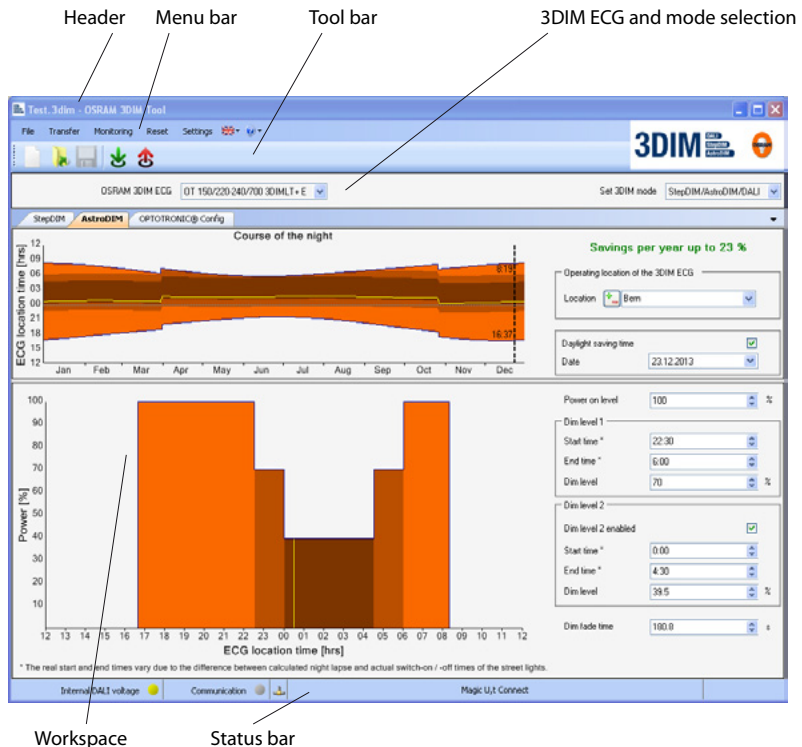 Header Menu bar Tool bar 3DIM ECG and mode selection
Test.3dim - OSRAM 3DIM Tool
File Transfer Monitoring Reset Settings
3DIM DALI StepDIM AstroDIM OSRAM
OSRAM 3DIM ECG OT 150/220-240/700 3DIMLT+ E Set 3DIM mode StepDIM/AstroDIM/DALI
StepDIM AstroDIM OPTOTRONIC® Config
Course of the night
ECG location time [hrs]
12
09
06
03
00
21
18
15
12
8:19
16:37
Jan Feb Mar Apr May Jun Jul Aug Sep Oct Nov Dec
Savings per year up to 23 %
Operating location of the 3DIM ECG
Location Bern
Daylight saving time
Date 23.12.2013
Power [%]
100
90
80
70
60
50
40
30
20
10
12 13 14 15 16 17 18 19 20 21 22 23 00 01 02 03 04 05 06 07 08 09 10 11 12
ECG location time [hrs]
Power on level 100 %
Dim level 1
Start time * 22:30
End time * 6:00
Dim level 70 %
Dim level 2
Dim level 2 enabled
Start time * 0:00
End time * 4:30
Dim level 39.5 %
Dim fade time 180.0 s
* The real start and end times vary due to the difference between calculated night lapse and actual switch-on / -off times of the street lights.
Internal DALI voltage Communication Magic U,t Connect
Workspace Status bar